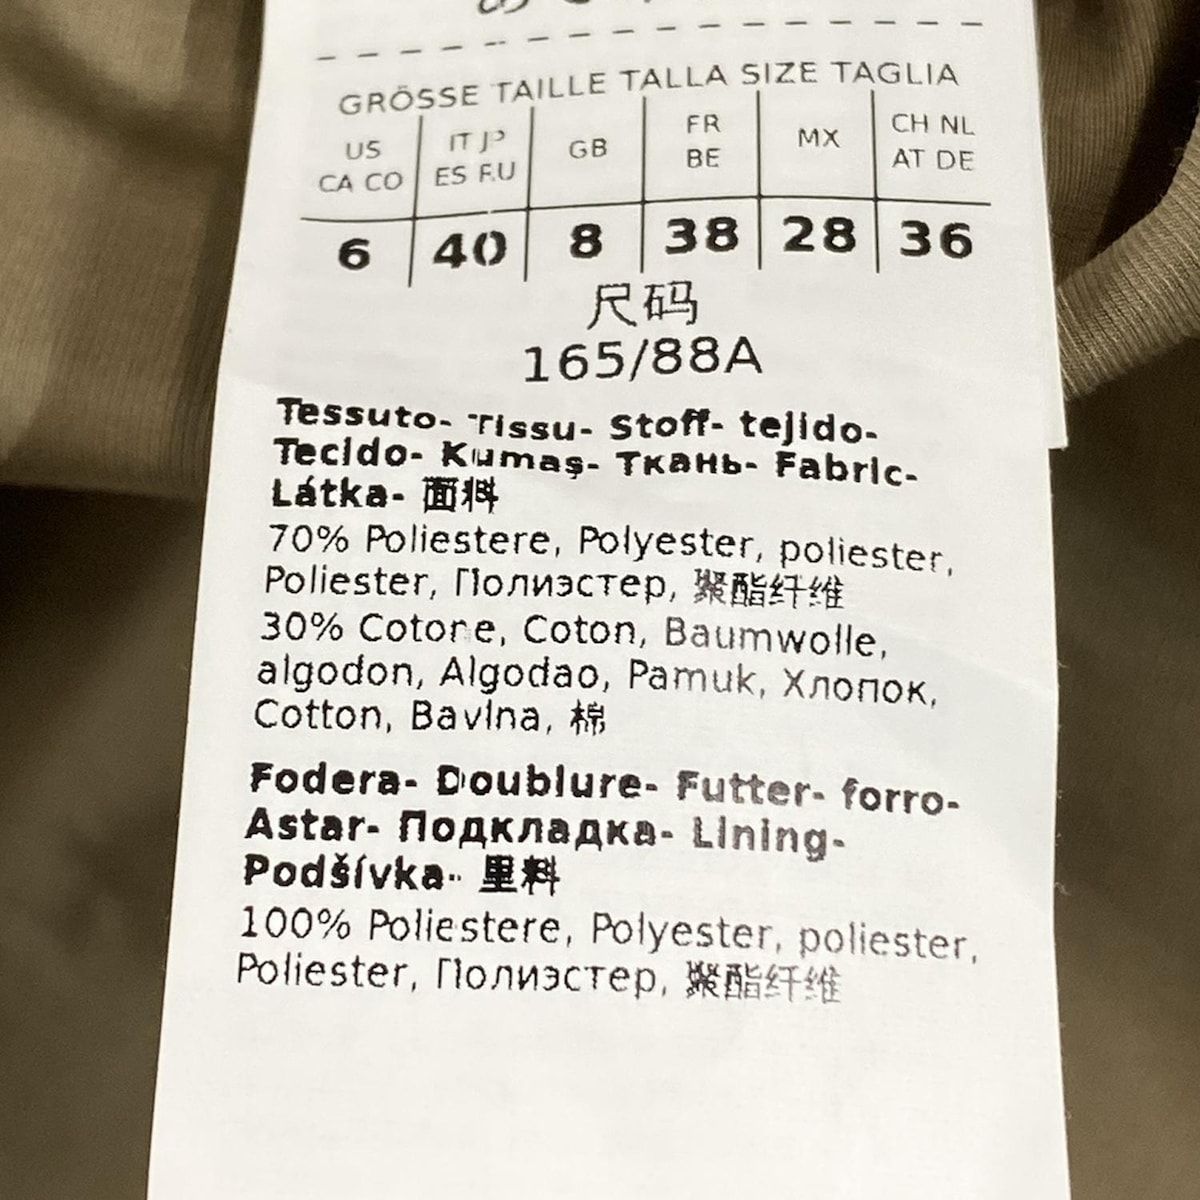 GRÖSSE TAILLE TALLA SIZE TAGLIA
US CA CO | IT JP ES RU | GB | FR BE | MX | CH NL AT DE
6 | 40 | 8 | 38 | 28 | 36
尺码
165/88A
Tessuto- Tissu- Stoff- tejido-
Tecido- Kumaş- Ткань- Fabric-
Látka- 面料
70% Poliestere, Polyester, poliester,
Poliester, Полиэстер, 聚酯纤维
30% Cotone, Coton, Baumwolle,
algodon, Algodao, Pamuk, Хлопок,
Cotton, Bavlna, 棉
Fodera- Doublure- Futter- forro-
Astar- Подкладка- Lining-
Podšívka- 里料
100% Poliestere, Polyester, poliester,
Poliester, Полиэстер, 聚酯纤维